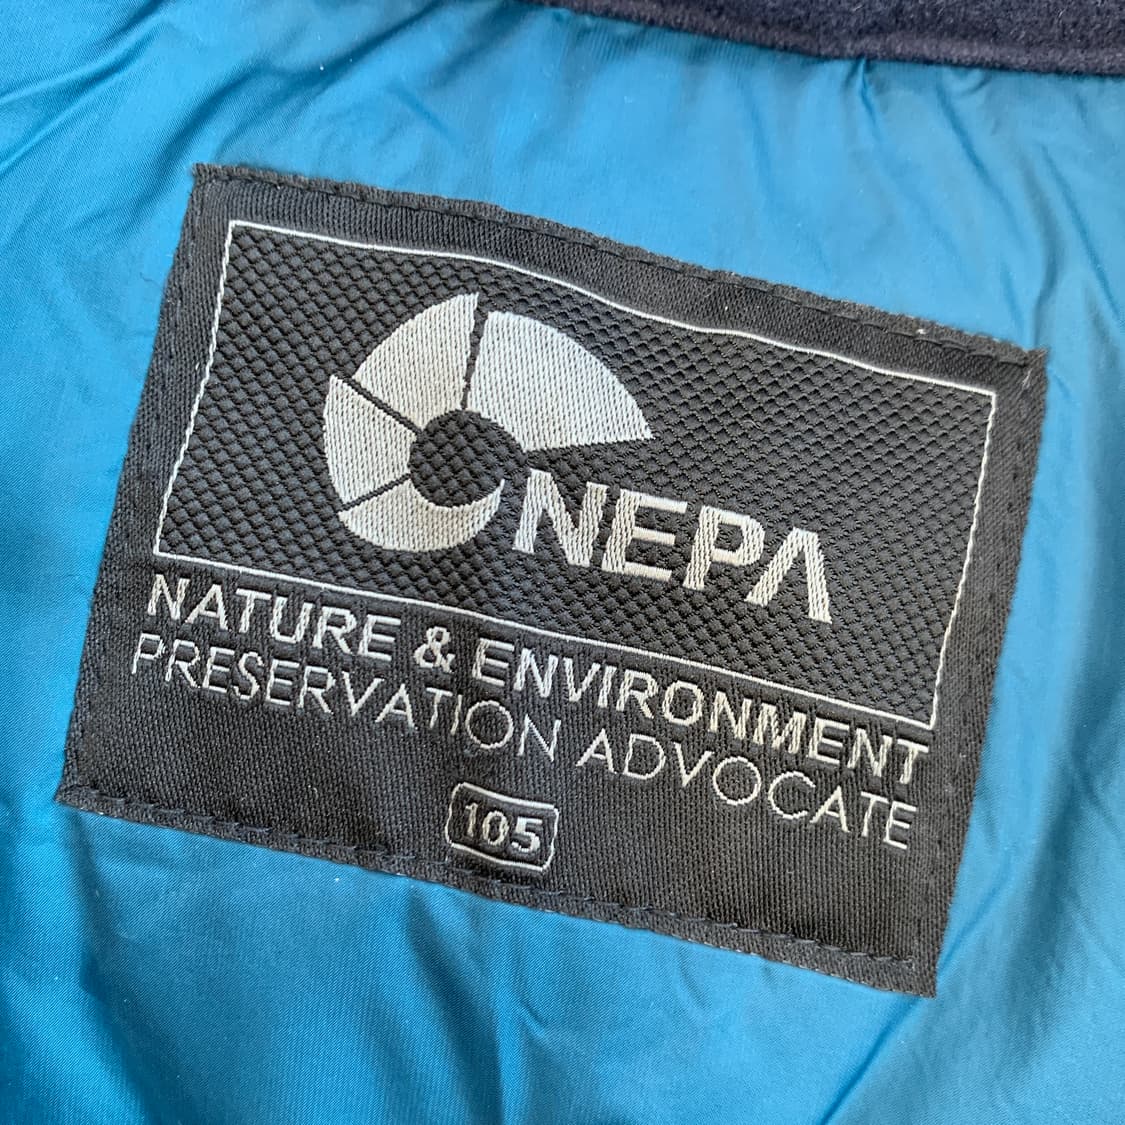 NEPA
NATURE & ENVIRONMENT
PRESERVATION ADVOCATE
105